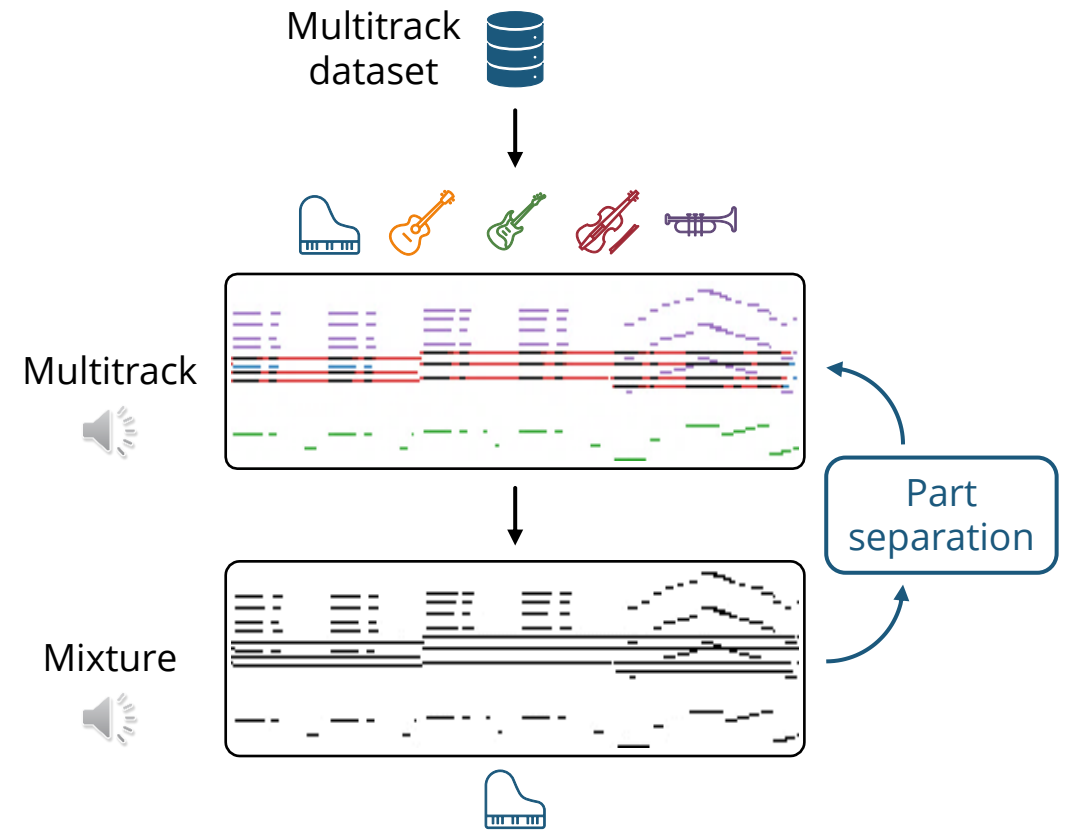 Multitrack
dataset
Multitrack
Part
separation
Mixture